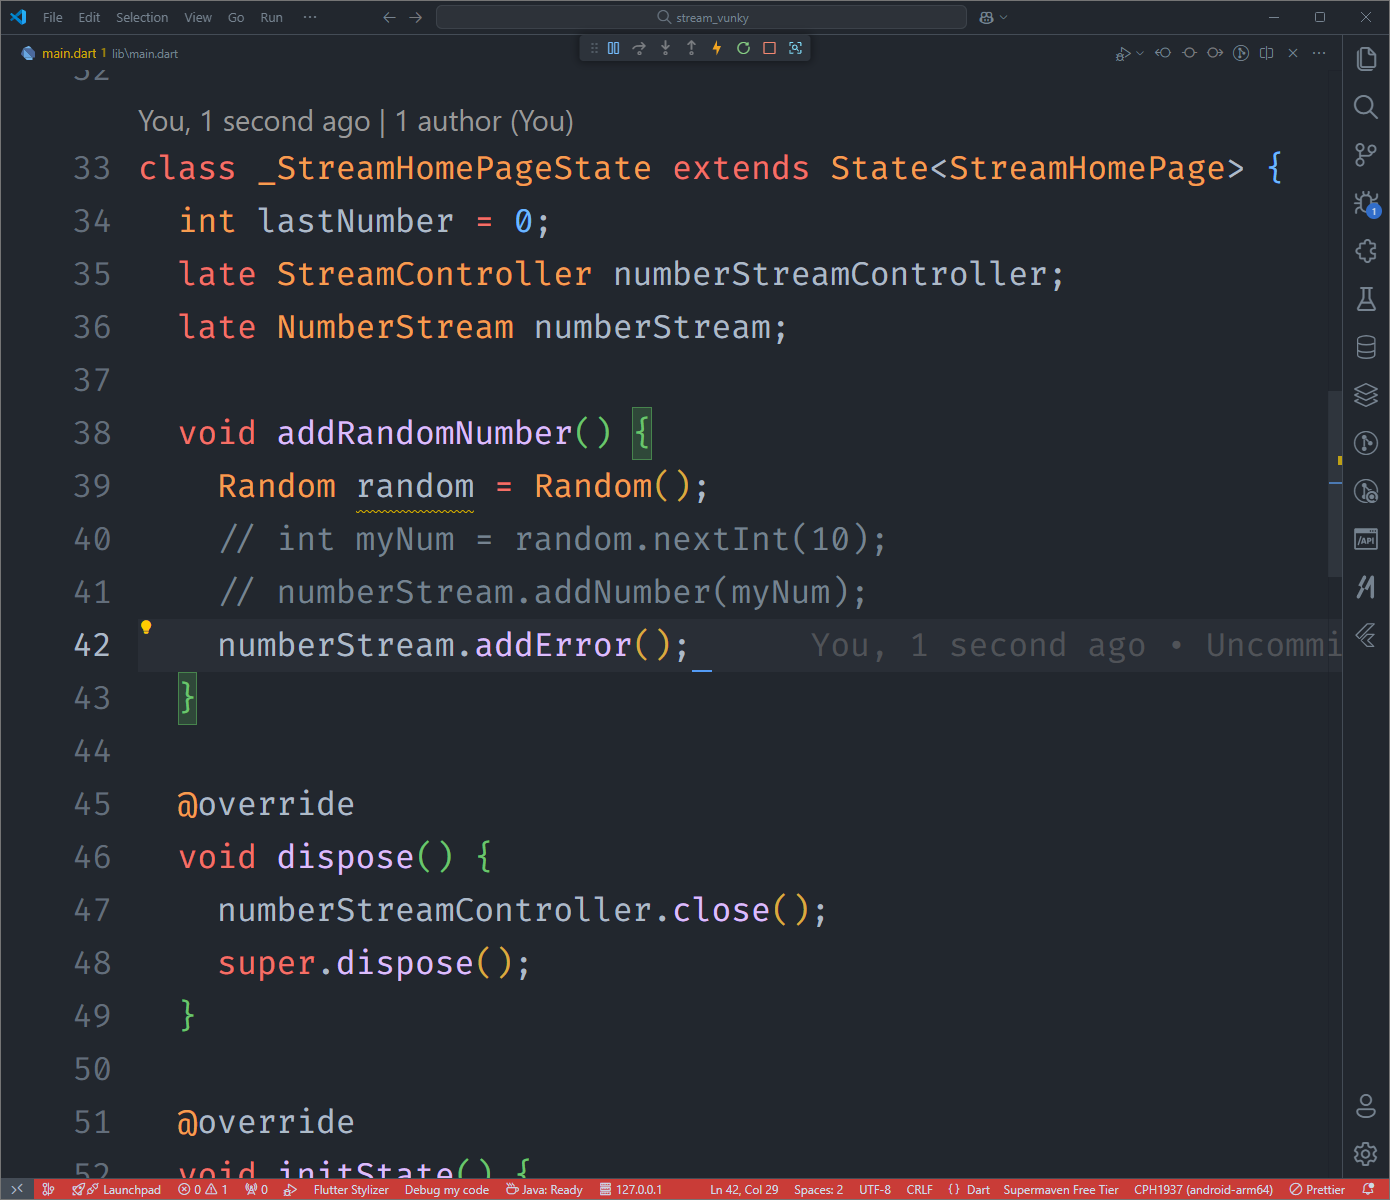 File Edit Selection View Go Run ··· stream_vunky
main.dart 1 lib\main.dart
32
You, 1 second ago | 1 author (You)
33 class _StreamHomePageState extends State<StreamHomePage> {
34 int lastNumber = 0;
35 late StreamController numberStreamController;
36 late NumberStream numberStream;
37
38 void addRandomNumber() {
39 Random random = Random();
40 // int myNum = random.nextInt(10);
41 // numberStream.addNumber(myNum);
42 numberStream.addError(); You, 1 second ago • Uncommi
43 }
44
45 @override
46 void dispose() {
47 numberStreamController.close();
48 super.dispose();
49 }
50
51 @override
52 void initState() {
1
/API
Launchpad 0 1 0 Flutter Stylizer Debug my code Java: Ready 127.0.0.1 Ln 42, Col 29 Spaces: 2 UTF-8 CRLF {} Dart Supermaven Free Tier CPH1937 (android-arm64) Prettier